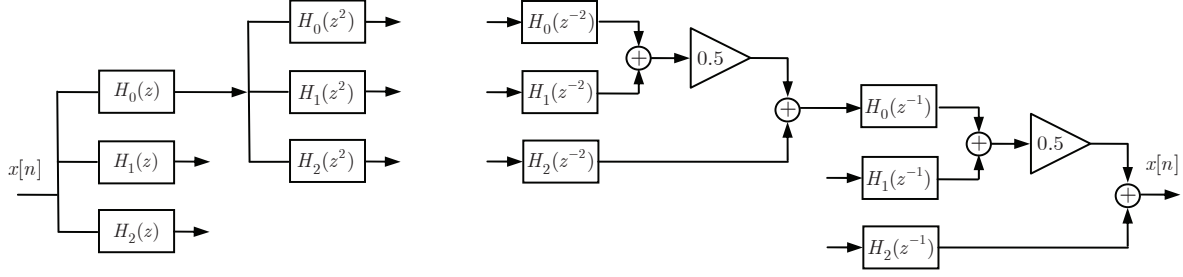 H_0(z^2)
H_0(z)
H_1(z^2)
x[n]
H_1(z)
H_2(z^2)
H_2(z)
H_0(z^{-2})
+
0.5
H_1(z^{-2})
+
H_2(z^{-2})
H_0(z^{-1})
+
0.5
H_1(z^{-1})
x[n]
+
H_2(z^{-1})